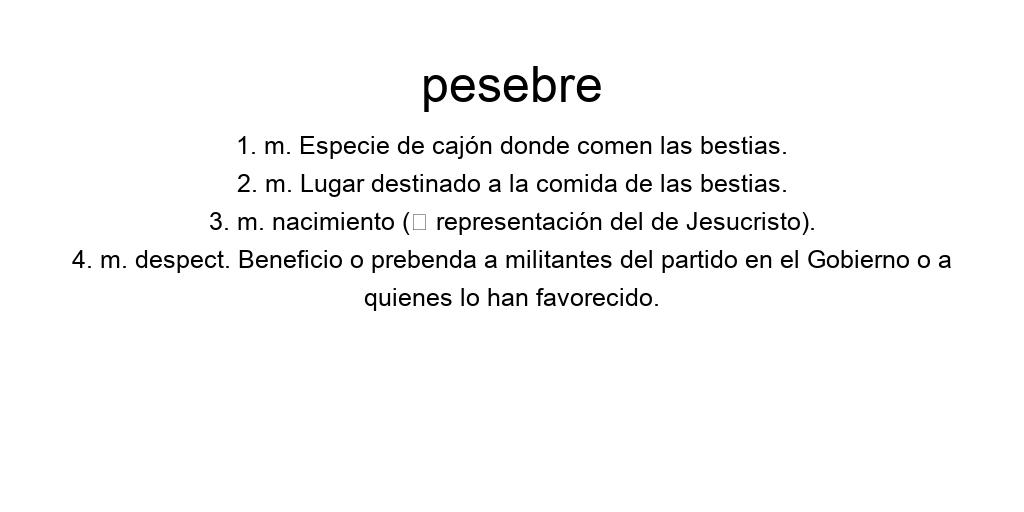 pesebre
1. m. Especie de cajón donde comen las bestias.
2. m. Lugar destinado a la comida de las bestias.
3. m. nacimiento (▯ representación del de Jesucristo).
4. m. despect. Beneficio o prebenda a militantes del partido en el Gobierno o a
quienes lo han favorecido.